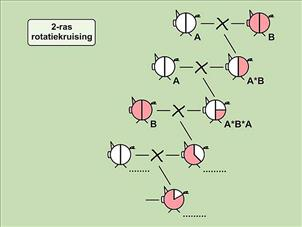 2-ras
rotatiekruising
A
B
A
A*B
B
A*B*A
.........
.........
.........